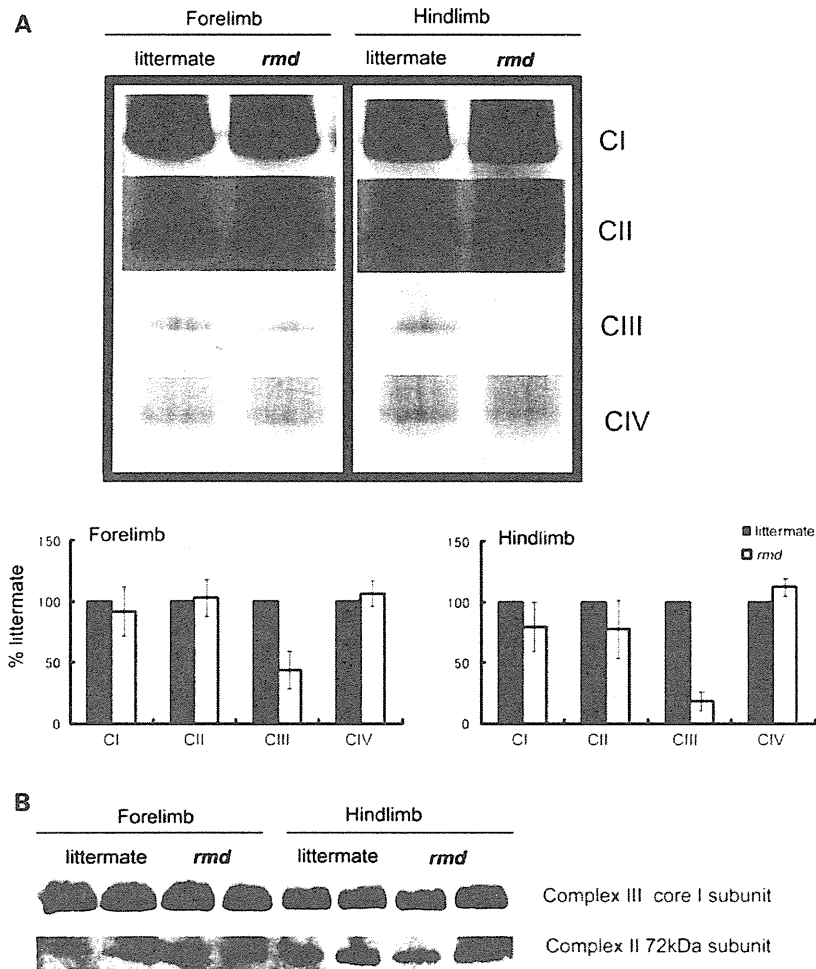 A
Forelimb Hindlimb
littermate rmd littermate rmd
CI
CII
CIII
CIV
% littermate
150
100
50
0
Forelimb
CI CII CIII CIV
150
100
50
0
Hindlimb
littermate
rmd
CI CII CIII CIV
B
Forelimb Hindlimb
littermate rmd littermate rmd
Complex III core I subunit
Complex II 72kDa subunit